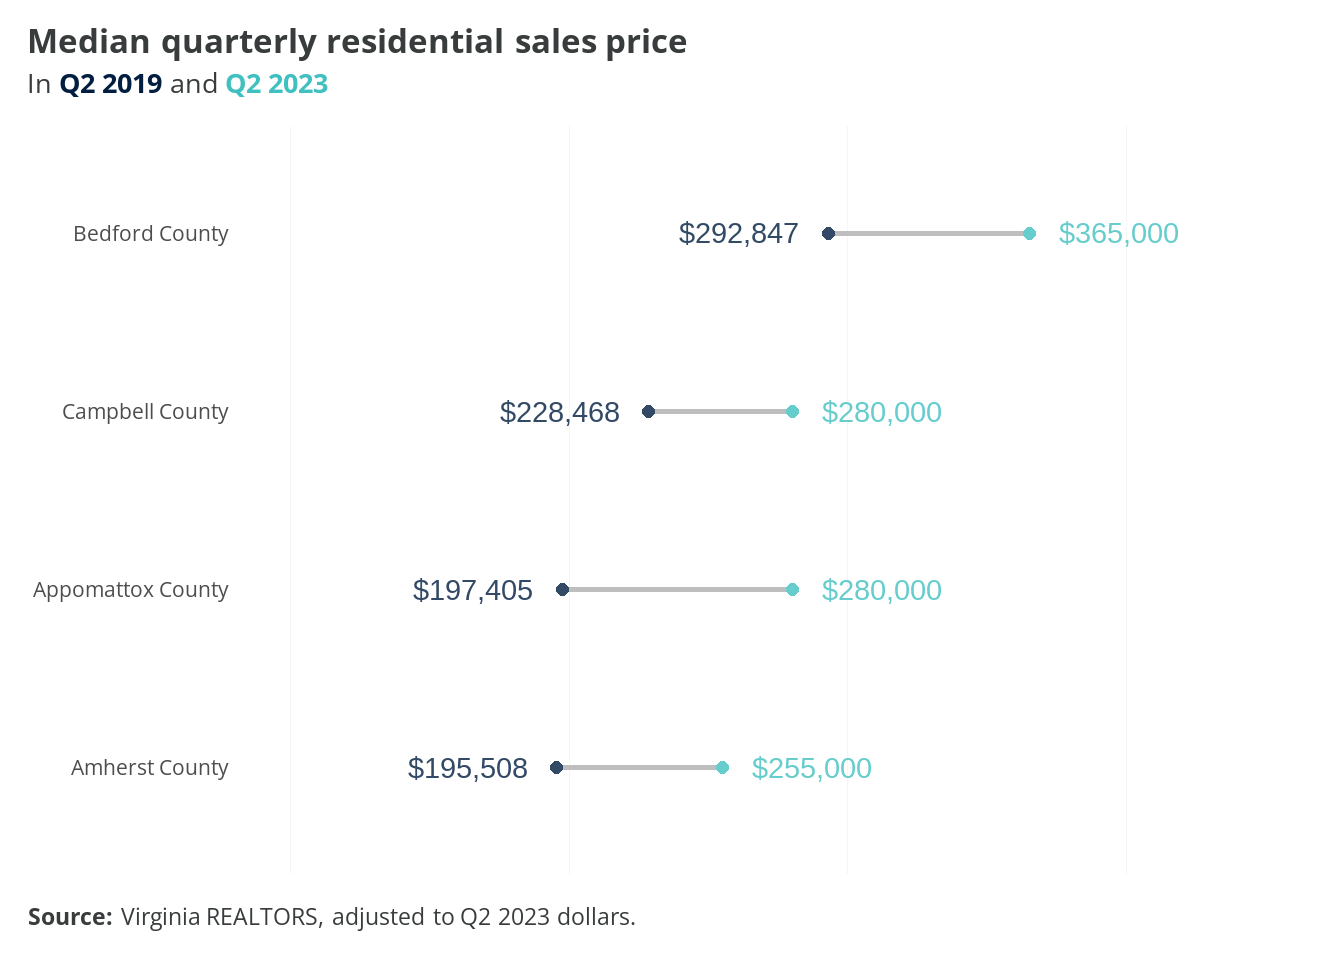 Median quarterly residential sales price
In Q2 2019 and Q2 2023
Bedford County $292,847 $365,000
Campbell County $228,468 $280,000
Appomattox County $197,405 $280,000
Amherst County $195,508 $255,000
Source: Virginia REALTORS, adjusted to Q2 2023 dollars.